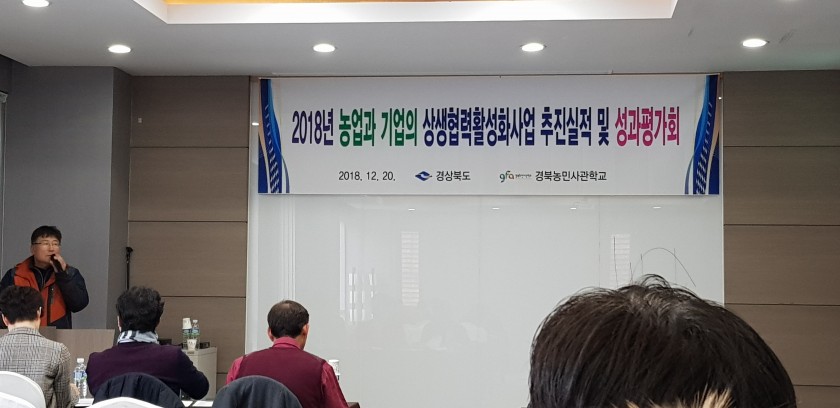 2018년 농업과 기업의 상생협력활성화사업 추진실적 및 성과평가회
2018. 12. 20. 경상북도 gfa 경북농민사관학교